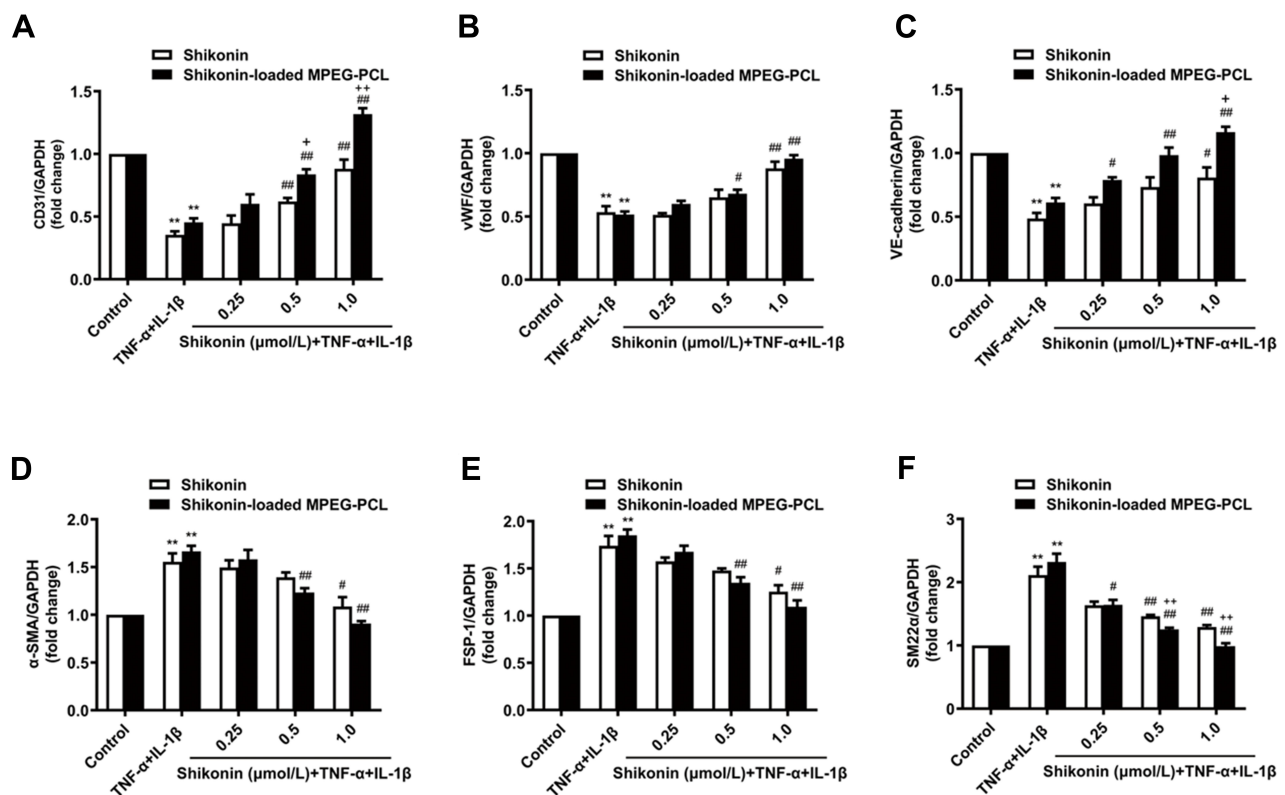 A
Shikonin
Shikonin-loaded MPEG-PCL
CD31/GAPDH
(fold change)
1.5
1.0
0.5
0.0
** **
##
+
##
##
++
##
Control
TNF-α+IL-1β
0.25
0.5
1.0
Shikonin (μmol/L)+TNF-α+IL-1β
B
Shikonin
Shikonin-loaded MPEG-PCL
vWF/GAPDH
(fold change)
1.5
1.0
0.5
0.0
** **
#
## ##
Control
TNF-α+IL-1β
0.25
0.5
1.0
Shikonin (μmol/L)+TNF-α+IL-1β
C
Shikonin
Shikonin-loaded MPEG-PCL
VE-cadherin/GAPDH
(fold change)
1.5
1.0
0.5
0.0
** **
#
##
#
+
##
Control
TNF-α+IL-1β
0.25
0.5
1.0
Shikonin (μmol/L)+TNF-α+IL-1β
D
Shikonin
Shikonin-loaded MPEG-PCL
α-SMA/GAPDH
(fold change)
2.0
1.5
1.0
0.5
0.0
** **
##
#
##
Control
TNF-α+IL-1β
0.25
0.5
1.0
Shikonin (μmol/L)+TNF-α+IL-1β
E
Shikonin
Shikonin-loaded MPEG-PCL
FSP-1/GAPDH
(fold change)
2.0
1.5
1.0
0.5
0.0
** **
##
#
##
Control
TNF-α+IL-1β
0.25
0.5
1.0
Shikonin (μmol/L)+TNF-α+IL-1β
F
Shikonin
Shikonin-loaded MPEG-PCL
SM22α/GAPDH
(fold change)
3
2
1
0
** **
#
##
++
##
##
++
##
Control
TNF-α+IL-1β
0.25
0.5
1.0
Shikonin (μmol/L)+TNF-α+IL-1β